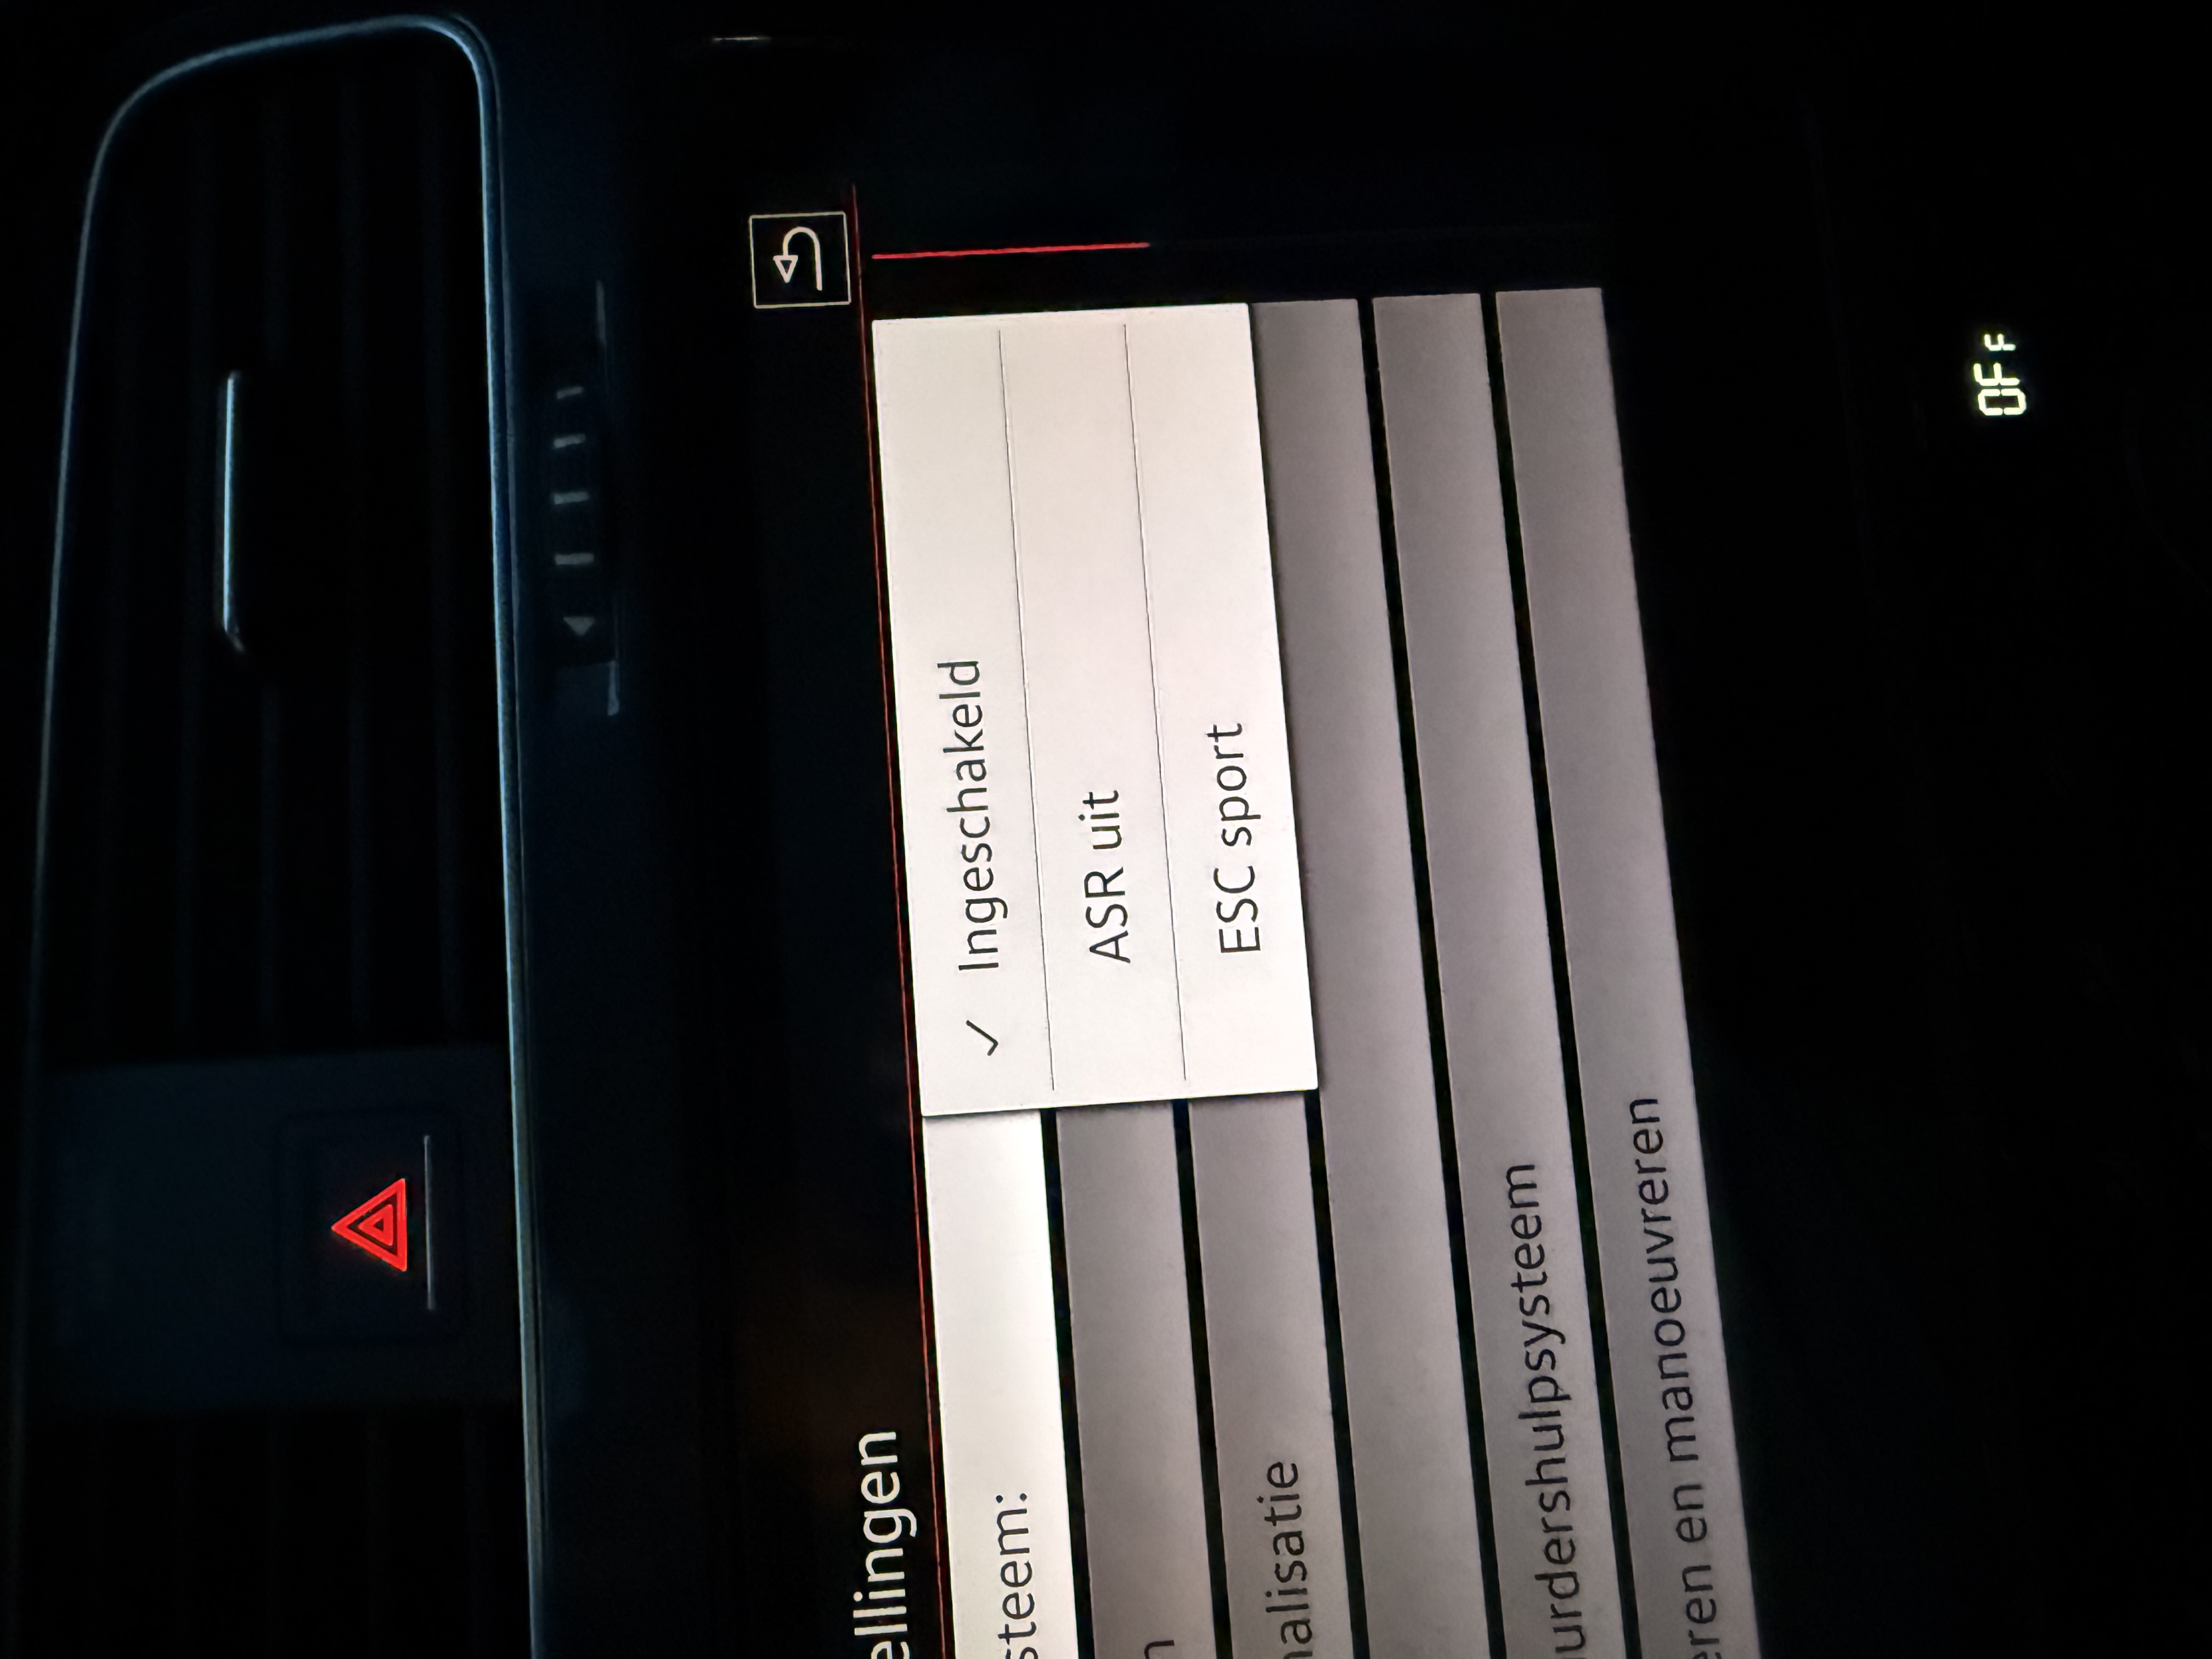 ellingen
steem:
Ingeschakeld
ASR uit
ESC sport
nalisatie
urdershulpsysteem
eren en manoeuvreren
OFF